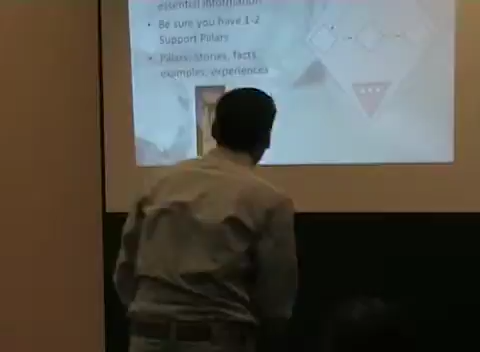 essential information
• Be sure you have 1-2
Support Pillars
• Pillars: Stories, facts,
examples, experiences